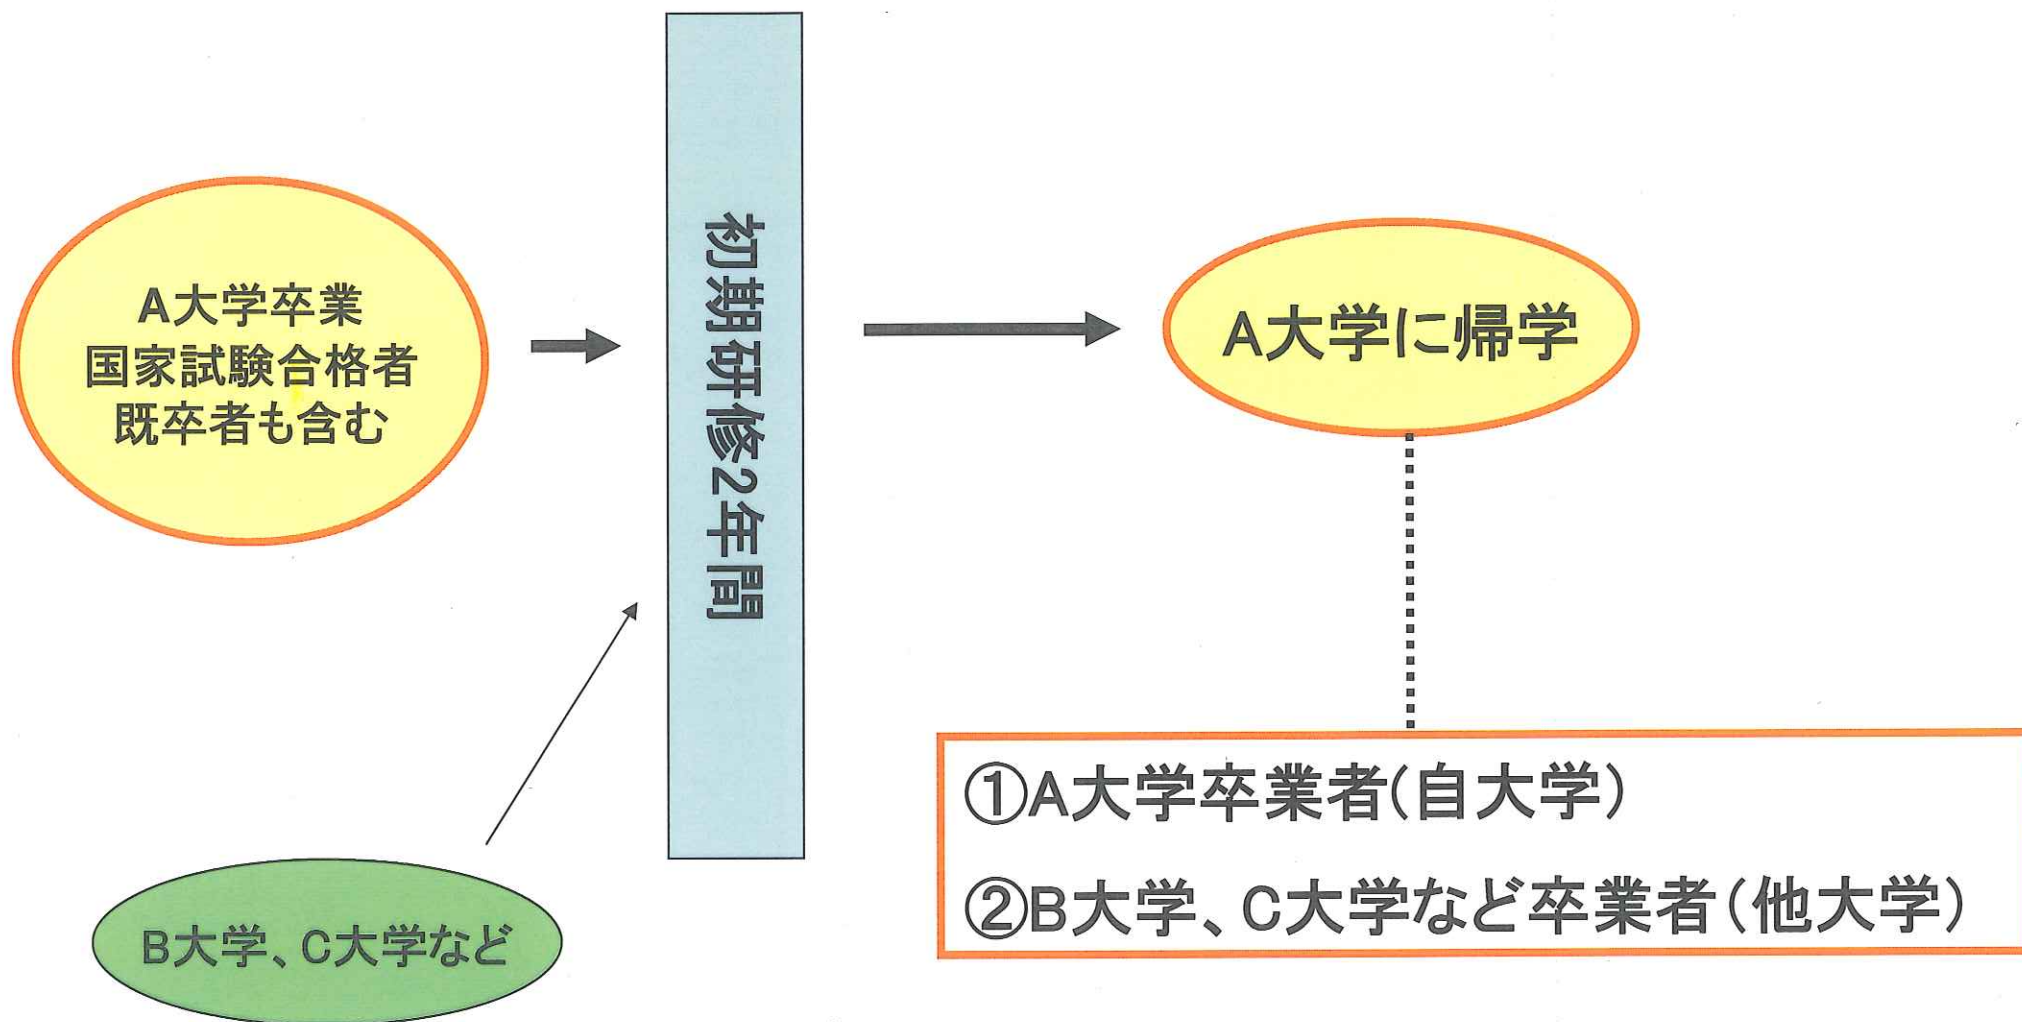 A大学卒業
国家試験合格者
既卒者も含む
初期研修2年間
A大学に帰学
B大学、C大学など
①A大学卒業者(自大学)
②B大学、C大学など卒業者(他大学)